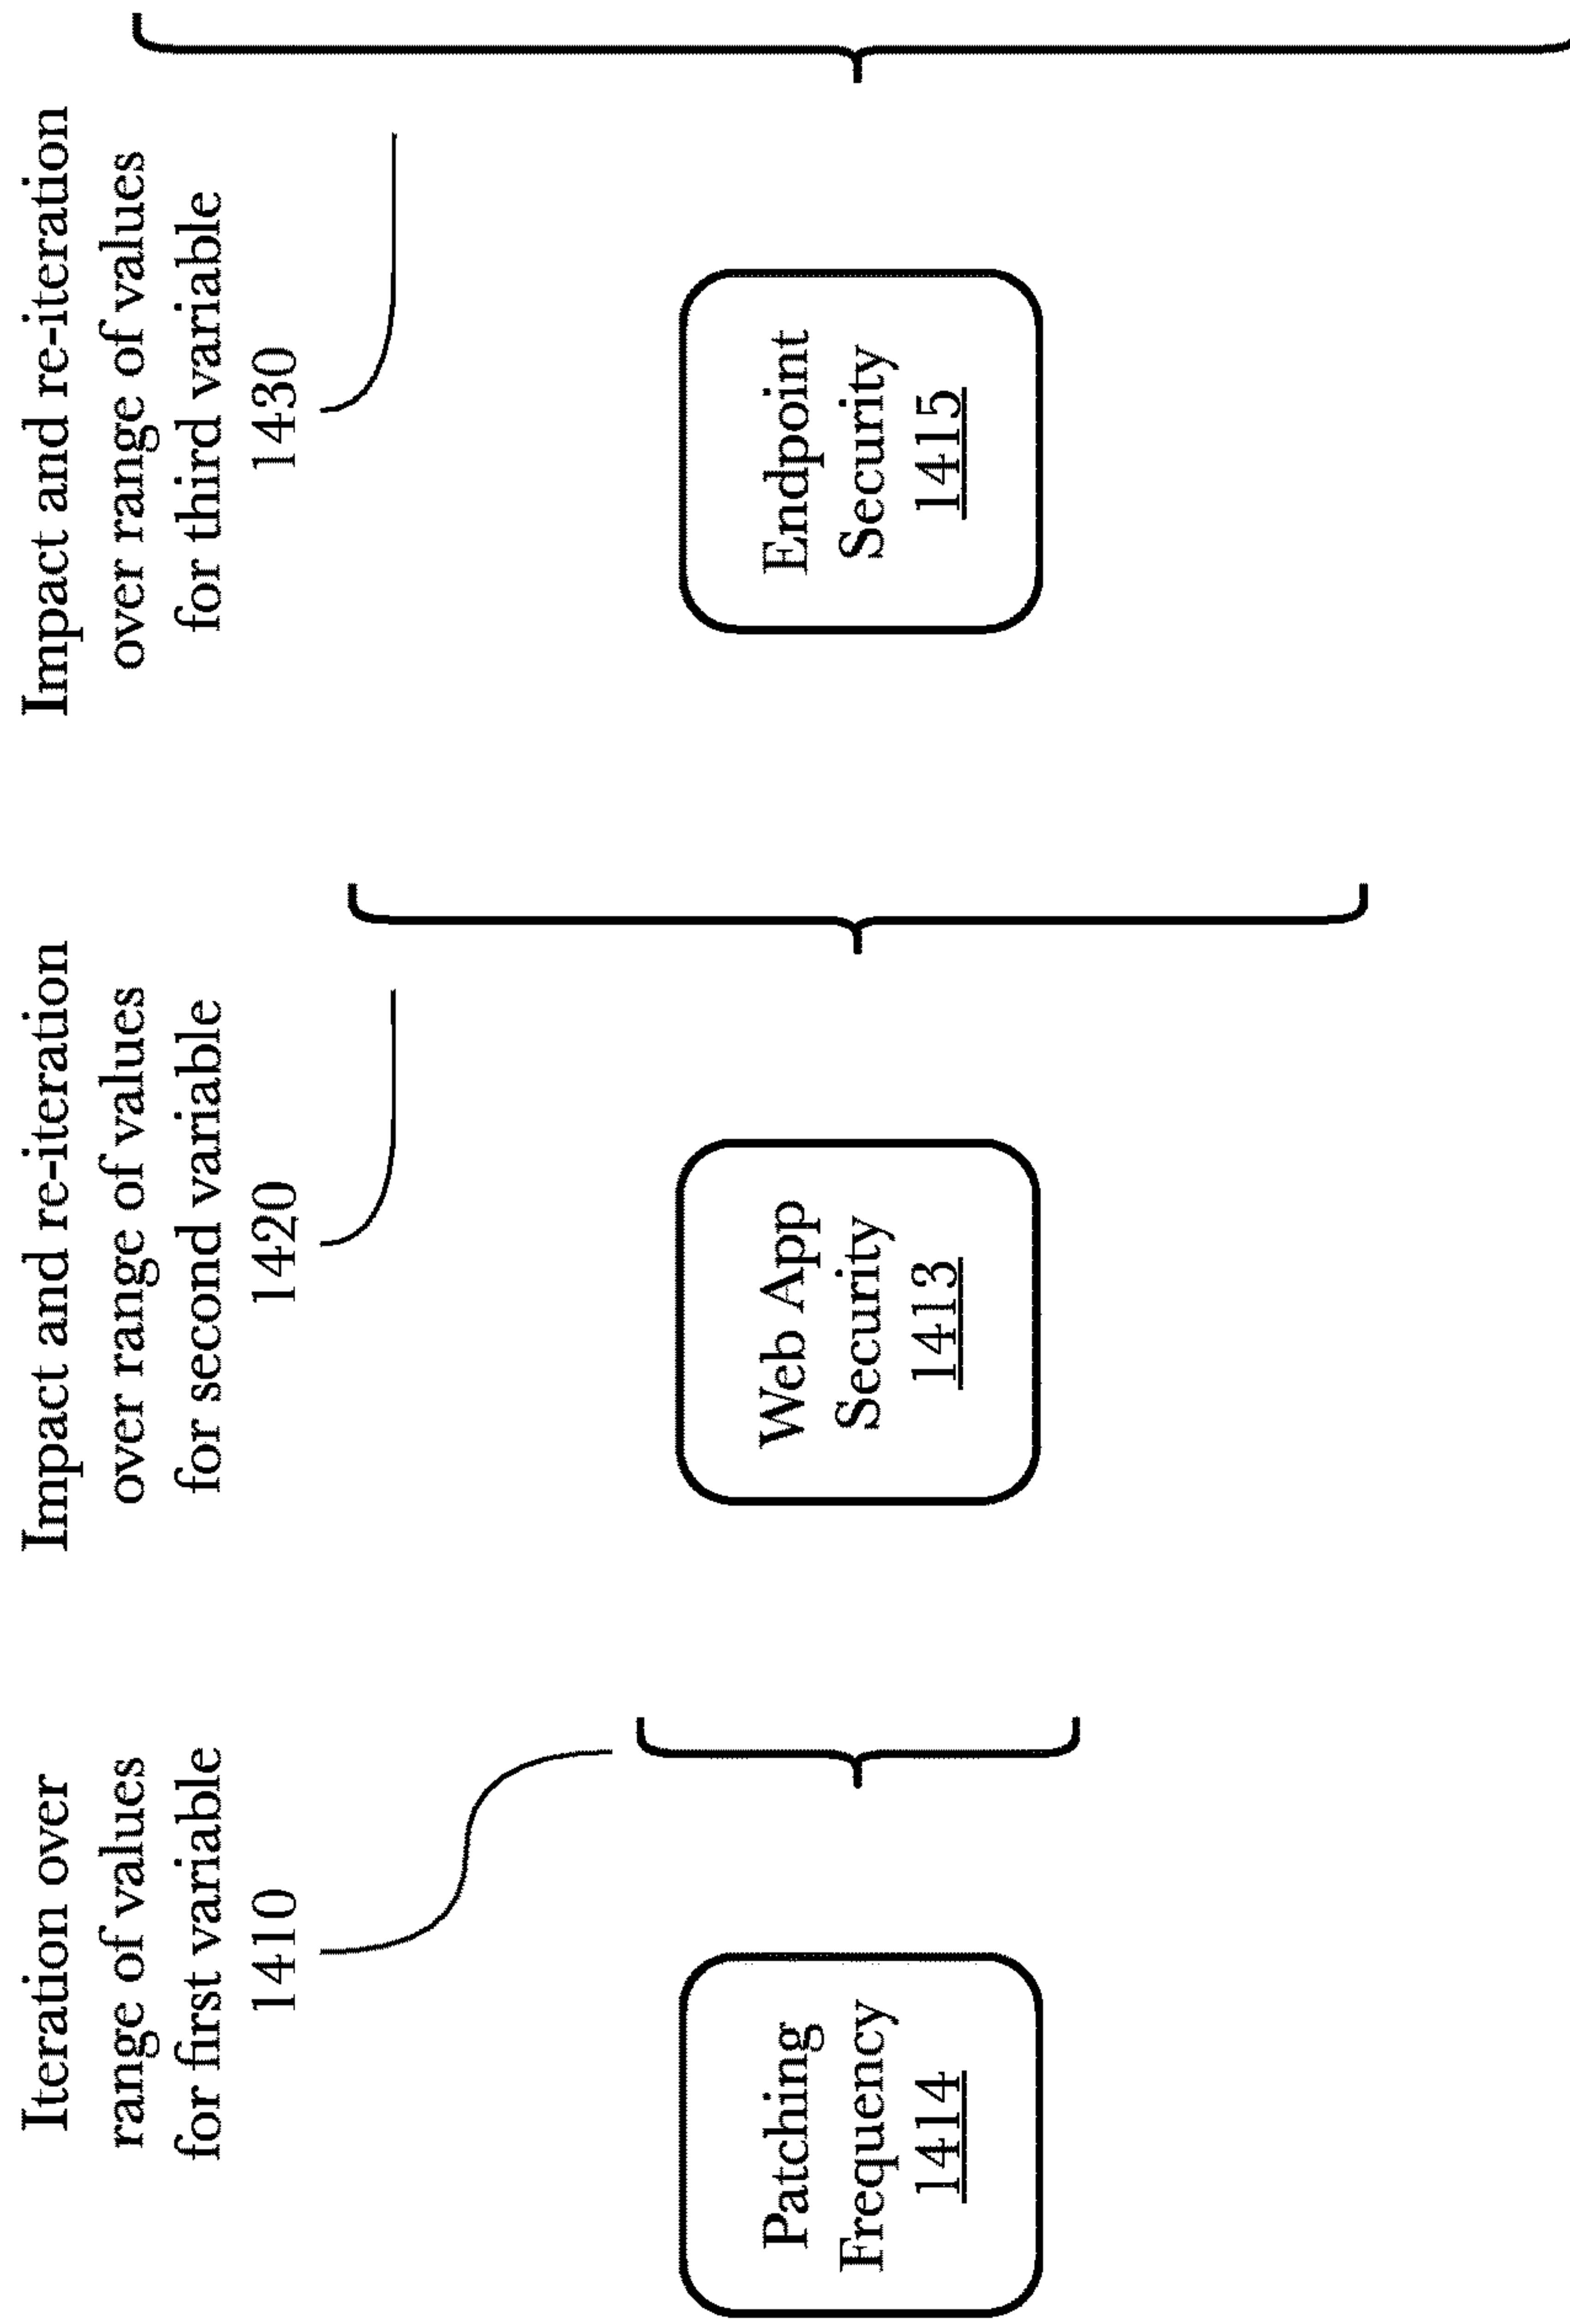 Iteration over
range of values
for first variable
1410
Impact and re-iteration
over range of values
for second variable
1420
Impact and re-iteration
over range of values
for third variable
1430
Patching
Frequency
1414
Web App
Security
1413
Endpoint
Security
1415